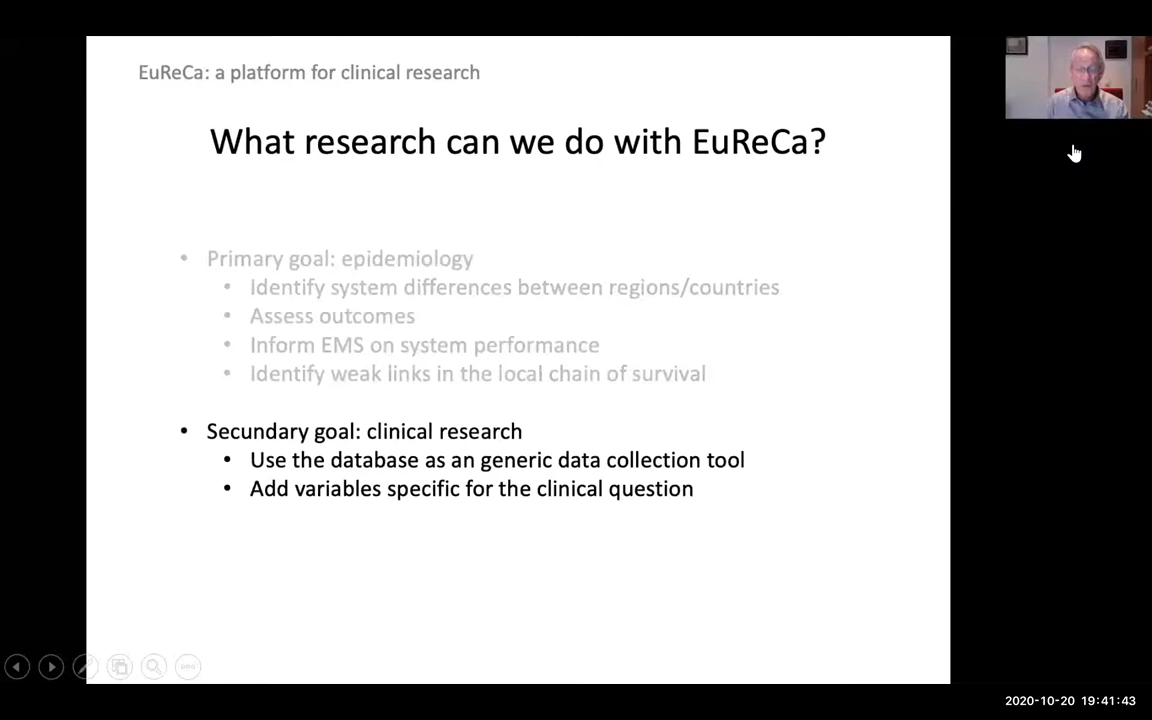 EuReCa: a platform for clinical research
What research can we do with EuReCa?
• Primary goal: epidemiology
• Identify system differences between regions/countries
• Assess outcomes
• Inform EMS on system performance
• Identify weak links in the local chain of survival
• Secundary goal: clinical research
• Use the database as an generic data collection tool
• Add variables specific for the clinical question
2020-10-20 19:41:43